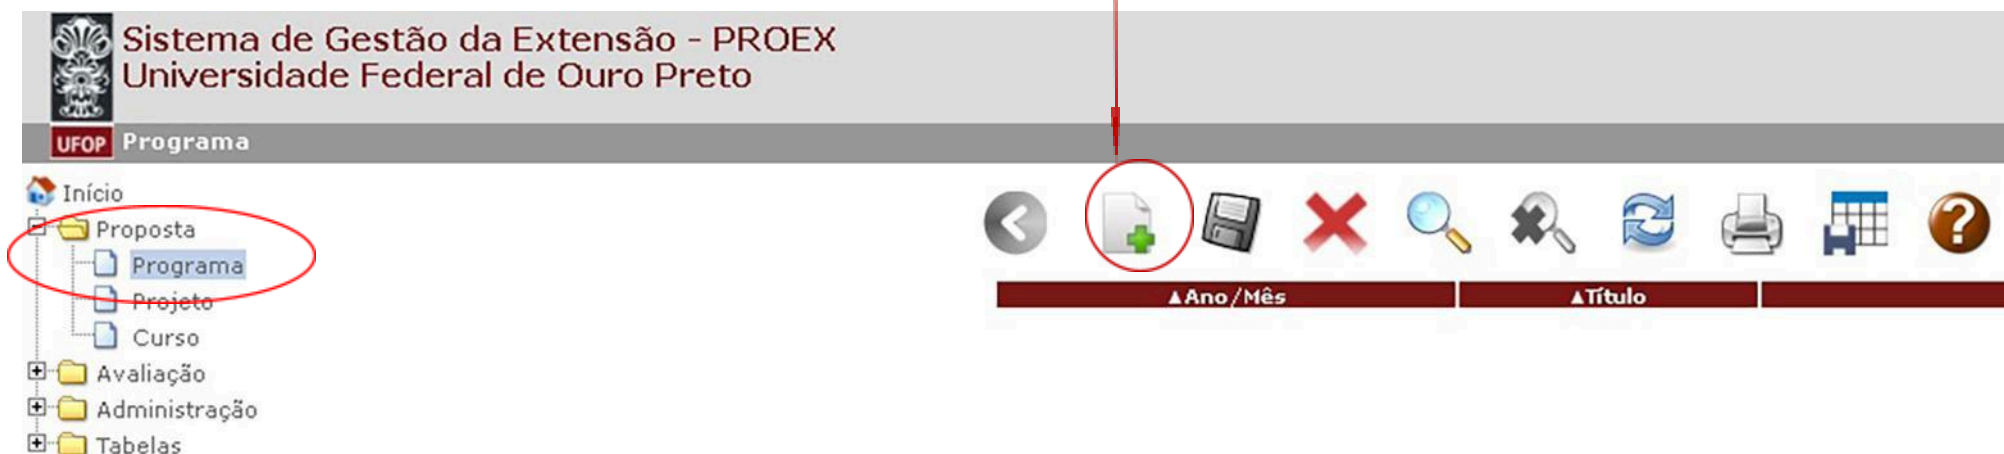 Sistema de Gestão da Extensão - PROEX
Universidade Federal de Ouro Preto
UFOP Programa
Início
Proposta
Programa
Projeto
Curso
Avaliação
Administração
Tabelas
▲Ano/Mês ▲Título